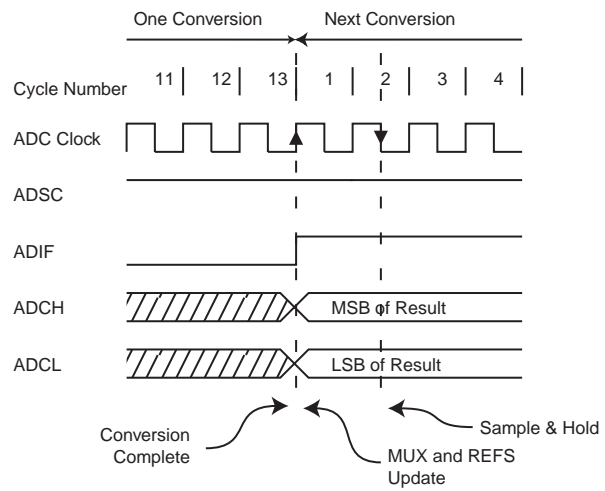 One Conversion Next Conversion
Cycle Number 11 12 13 1 2 3 4
ADC Clock
ADSC
ADIF
ADCH MSB of Result
ADCL LSB of Result
Sample & Hold
Conversion
Complete
MUX and REFS
Update